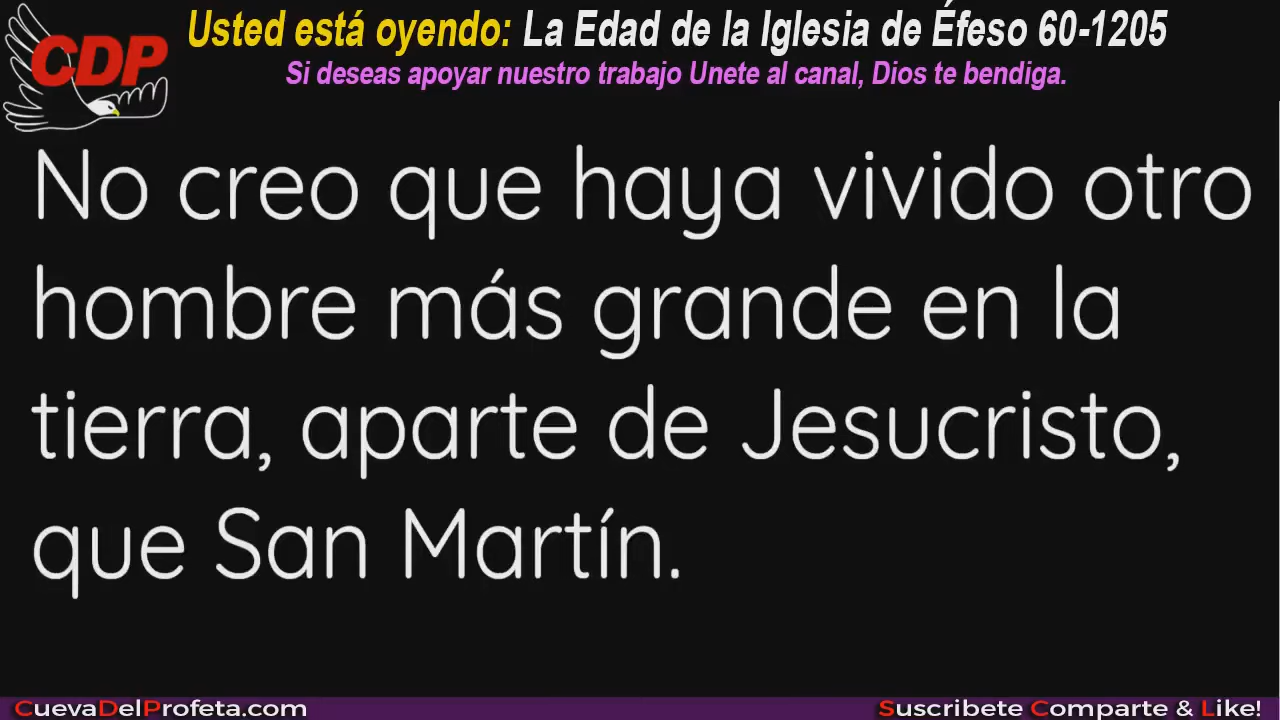 CDP
Usted está oyendo: La Edad de la Iglesia de Éfeso 60-1205
Si deseas apoyar nuestro trabajo Unete al canal, Dios te bendiga.
No creo que haya vivido otro
hombre más grande en la
tierra, aparte de Jesucristo,
que San Martín.
CuevaDelProfeta.com
Suscribete Comparte & Like!